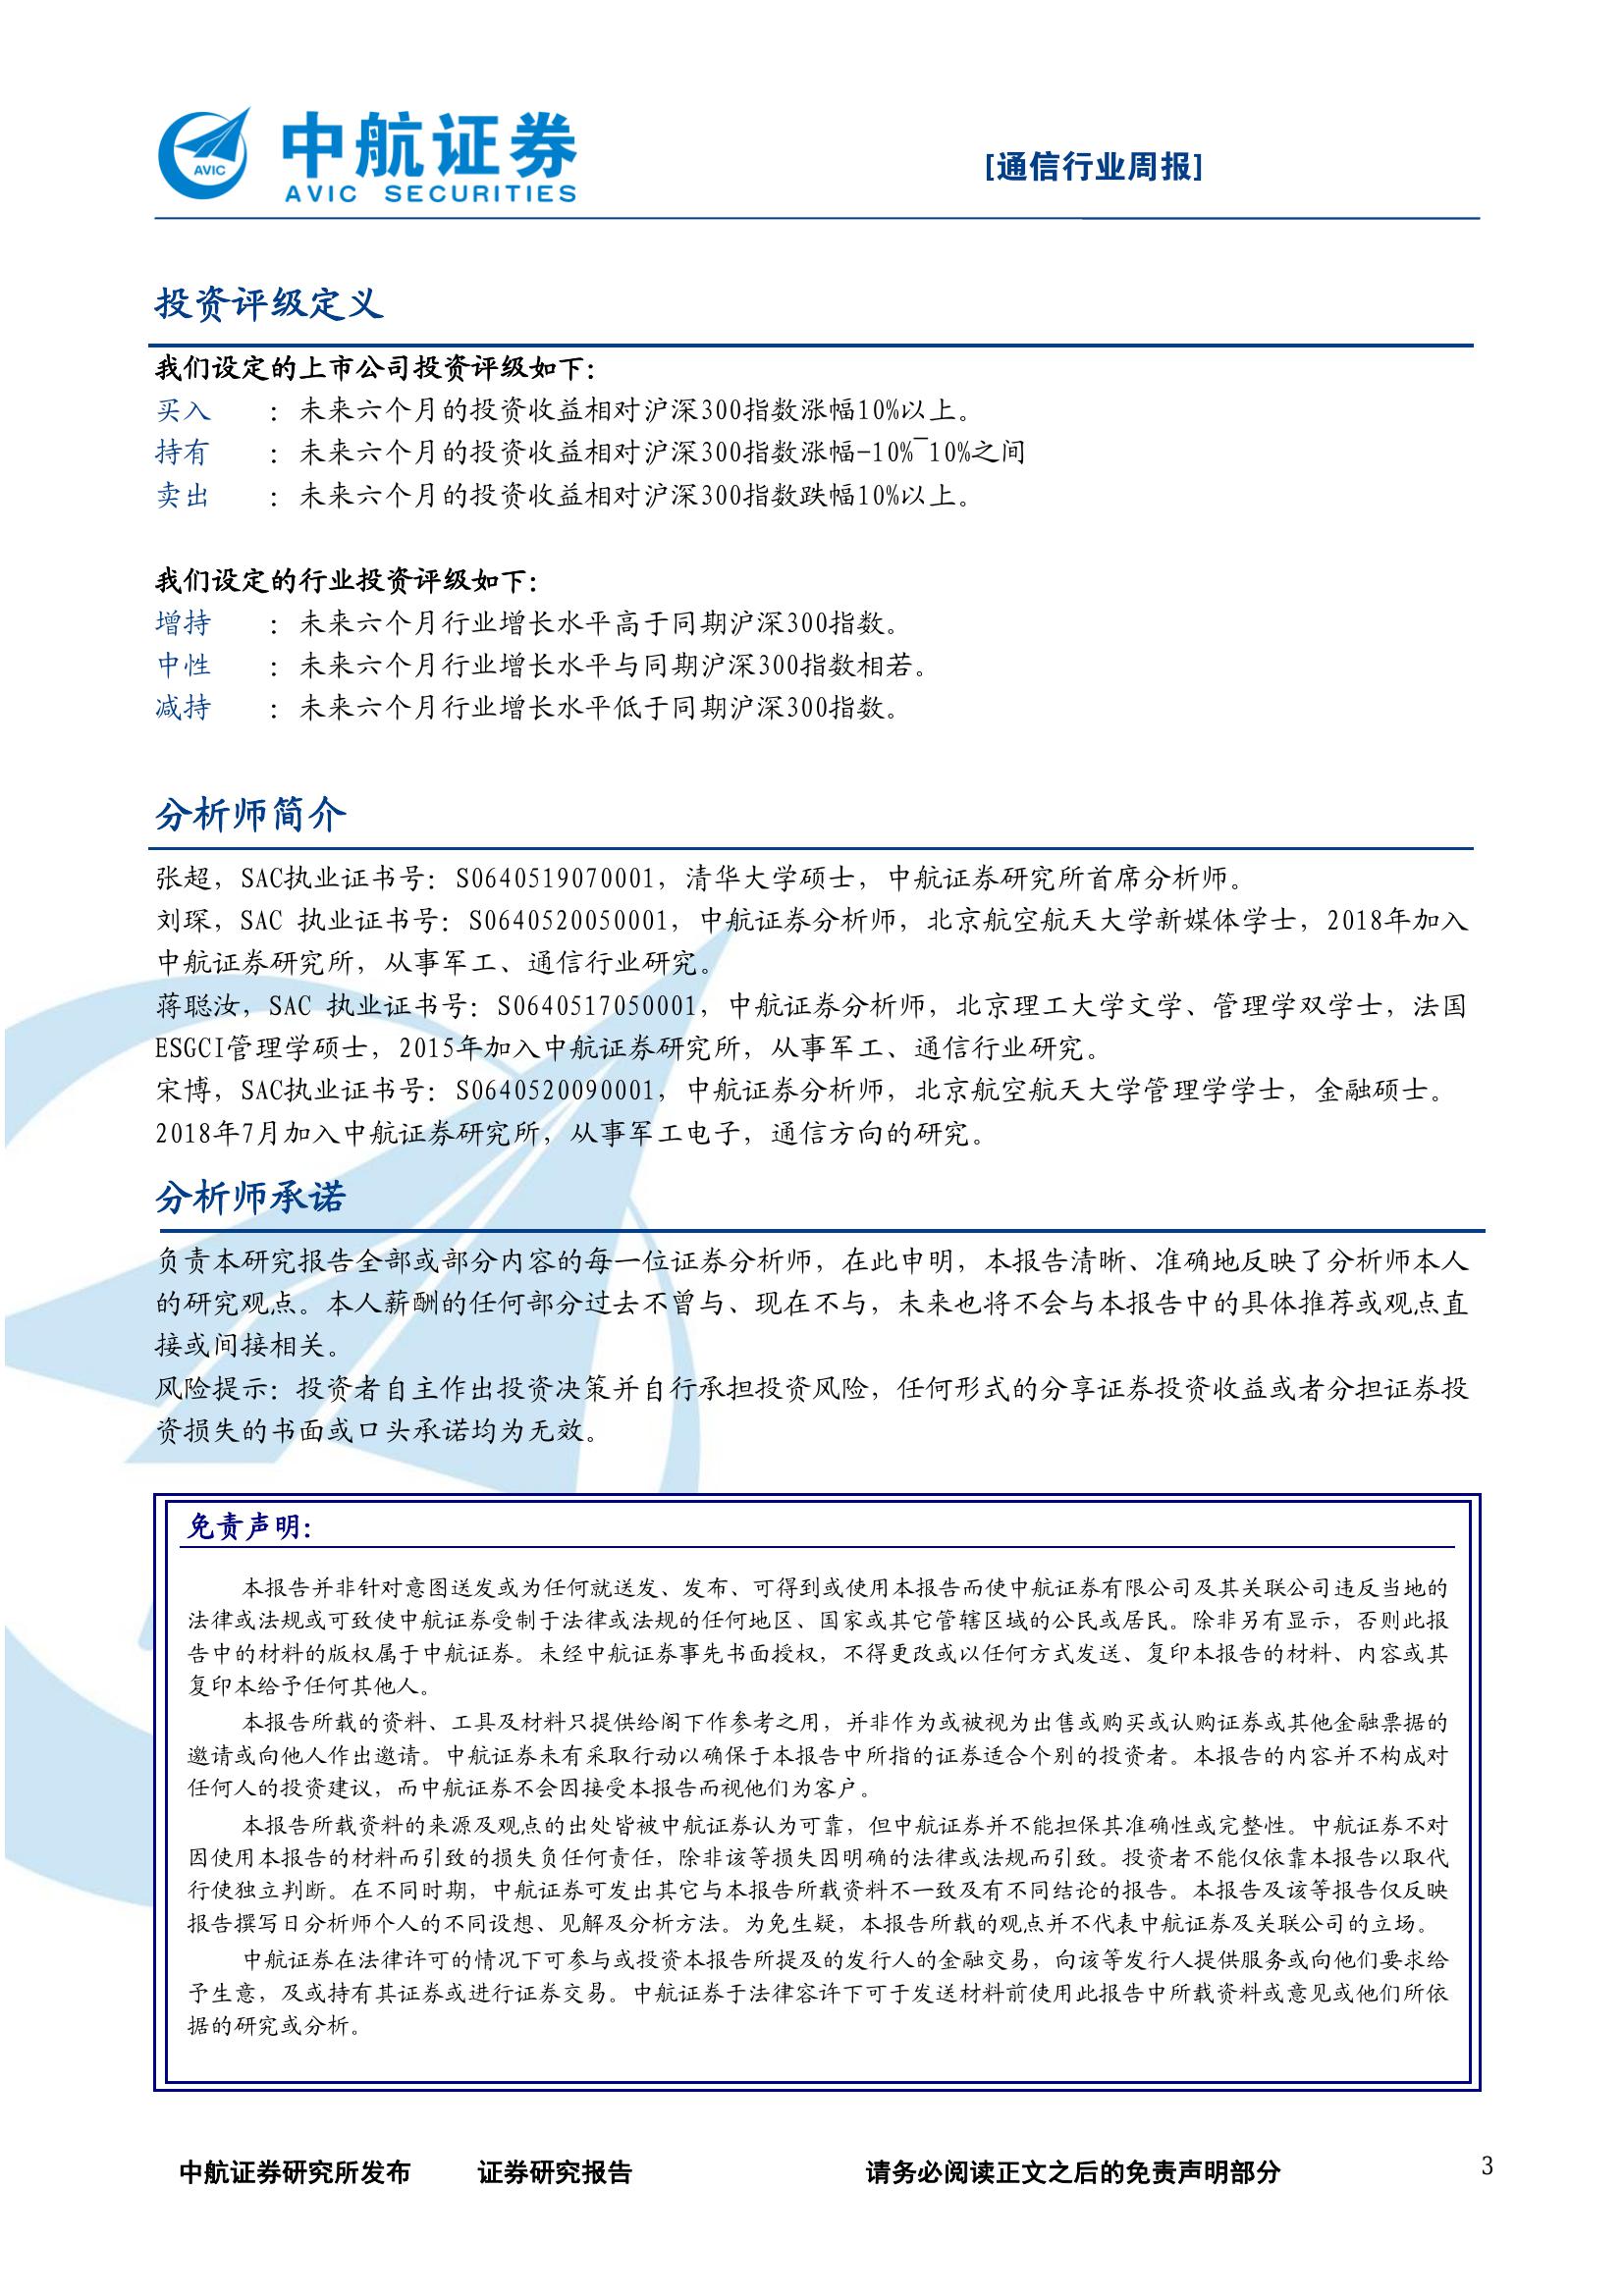 中航证券
AVIC
AVIC SECURITIES
[通信行业周报]
投资评级定义
我们设定的上市公司投资评级如下：
买入 ：未来六个月的投资收益相对沪深300指数涨幅10%以上。
持有 ：未来六个月的投资收益相对沪深300指数涨幅-10%~10%之间
卖出 ：未来六个月的投资收益相对沪深300指数跌幅10%以上。
我们设定的行业投资评级如下：
增持 ：未来六个月行业增长水平高于同期沪深300指数。
中性 ：未来六个月行业增长水平与同期沪深300指数相若。
减持 ：未来六个月行业增长水平低于同期沪深300指数。
分析师简介
张超，SAC执业证书号：S0640519070001，清华大学硕士，中航证券研究所首席分析师。
刘琛，SAC 执业证书号：S0640520050001，中航证券分析师，北京航空航天大学新媒体学士，2018年加入
中航证券研究所，从事军工、通信行业研究。
蒋聪汝，SAC 执业证书号：S0640517050001，中航证券分析师，北京理工大学文学、管理学双学士，法国
ESGCI管理学硕士，2015年加入中航证券研究所，从事军工、通信行业研究。
宋博，SAC执业证书号：S0640520090001，中航证券分析师，北京航空航天大学管理学学士，金融硕士。
2018年7月加入中航证券研究所，从事军工电子，通信方向的研究。
分析师承诺
负责本研究报告全部或部分内容的每一位证券分析师，在此申明，本报告清晰、准确地反映了分析师本人
的研究观点。本人薪酬的任何部分过去不曾与、现在不与，未来也将不会与本报告中的具体推荐或观点直
接或间接相关。
风险提示：投资者自主作出投资决策并自行承担投资风险，任何形式的分享证券投资收益或者分担证券投
资损失的书面或口头承诺均为无效。
免责声明：
本报告并非针对意图送发或为任何就送发、发布、可得到或使用本报告而使中航证券有限公司及其关联公司违反当地的
法律或法规或可致使中航证券受制于法律或法规的任何地区、国家或其它管辖区域的公民或居民。除非另有显示，否则此报
告中的材料的版权属于中航证券。未经中航证券事先书面授权，不得更改或以任何方式发送、复印本报告的材料、内容或其
复印本给予任何其他人。
本报告所载的资料、工具及材料只提供给阁下作参考之用，并非作为或被视为出售或购买或认购证券或其他金融票据的
邀请或向他人作出邀请。中航证券未有采取行动以确保于本报告中所指的证券适合个别的投资者。本报告的内容并不构成对
任何人的投资建议，而中航证券不会因接受本报告而视他们为客户。
本报告所载资料的来源及观点的出处皆被中航证券认为可靠，但中航证券并不能担保其准确性或完整性。中航证券不对
因使用本报告的材料而引致的损失负任何责任，除非该等损失因明确的法律或法规而引致。投资者不能仅依靠本报告以取代
行使独立判断。在不同时期，中航证券可发出其它与本报告所载资料不一致及有不同结论的报告。本报告及该等报告仅反映
报告撰写日分析师个人的不同设想、见解及分析方法。为免生疑，本报告所载的观点并不代表中航证券及关联公司的立场。
中航证券在法律许可的情况下可参与或投资本报告所提及的发行人的金融交易，向该等发行人提供服务或向他们要求给
予生意，及或持有其证券或进行证券交易。中航证券于法律容许下可于发送材料前使用此报告中所载资料或意见或他们所依
据的研究或分析。
中航证券研究所发布 证券研究报告 请务必阅读正文之后的免责声明部分 3